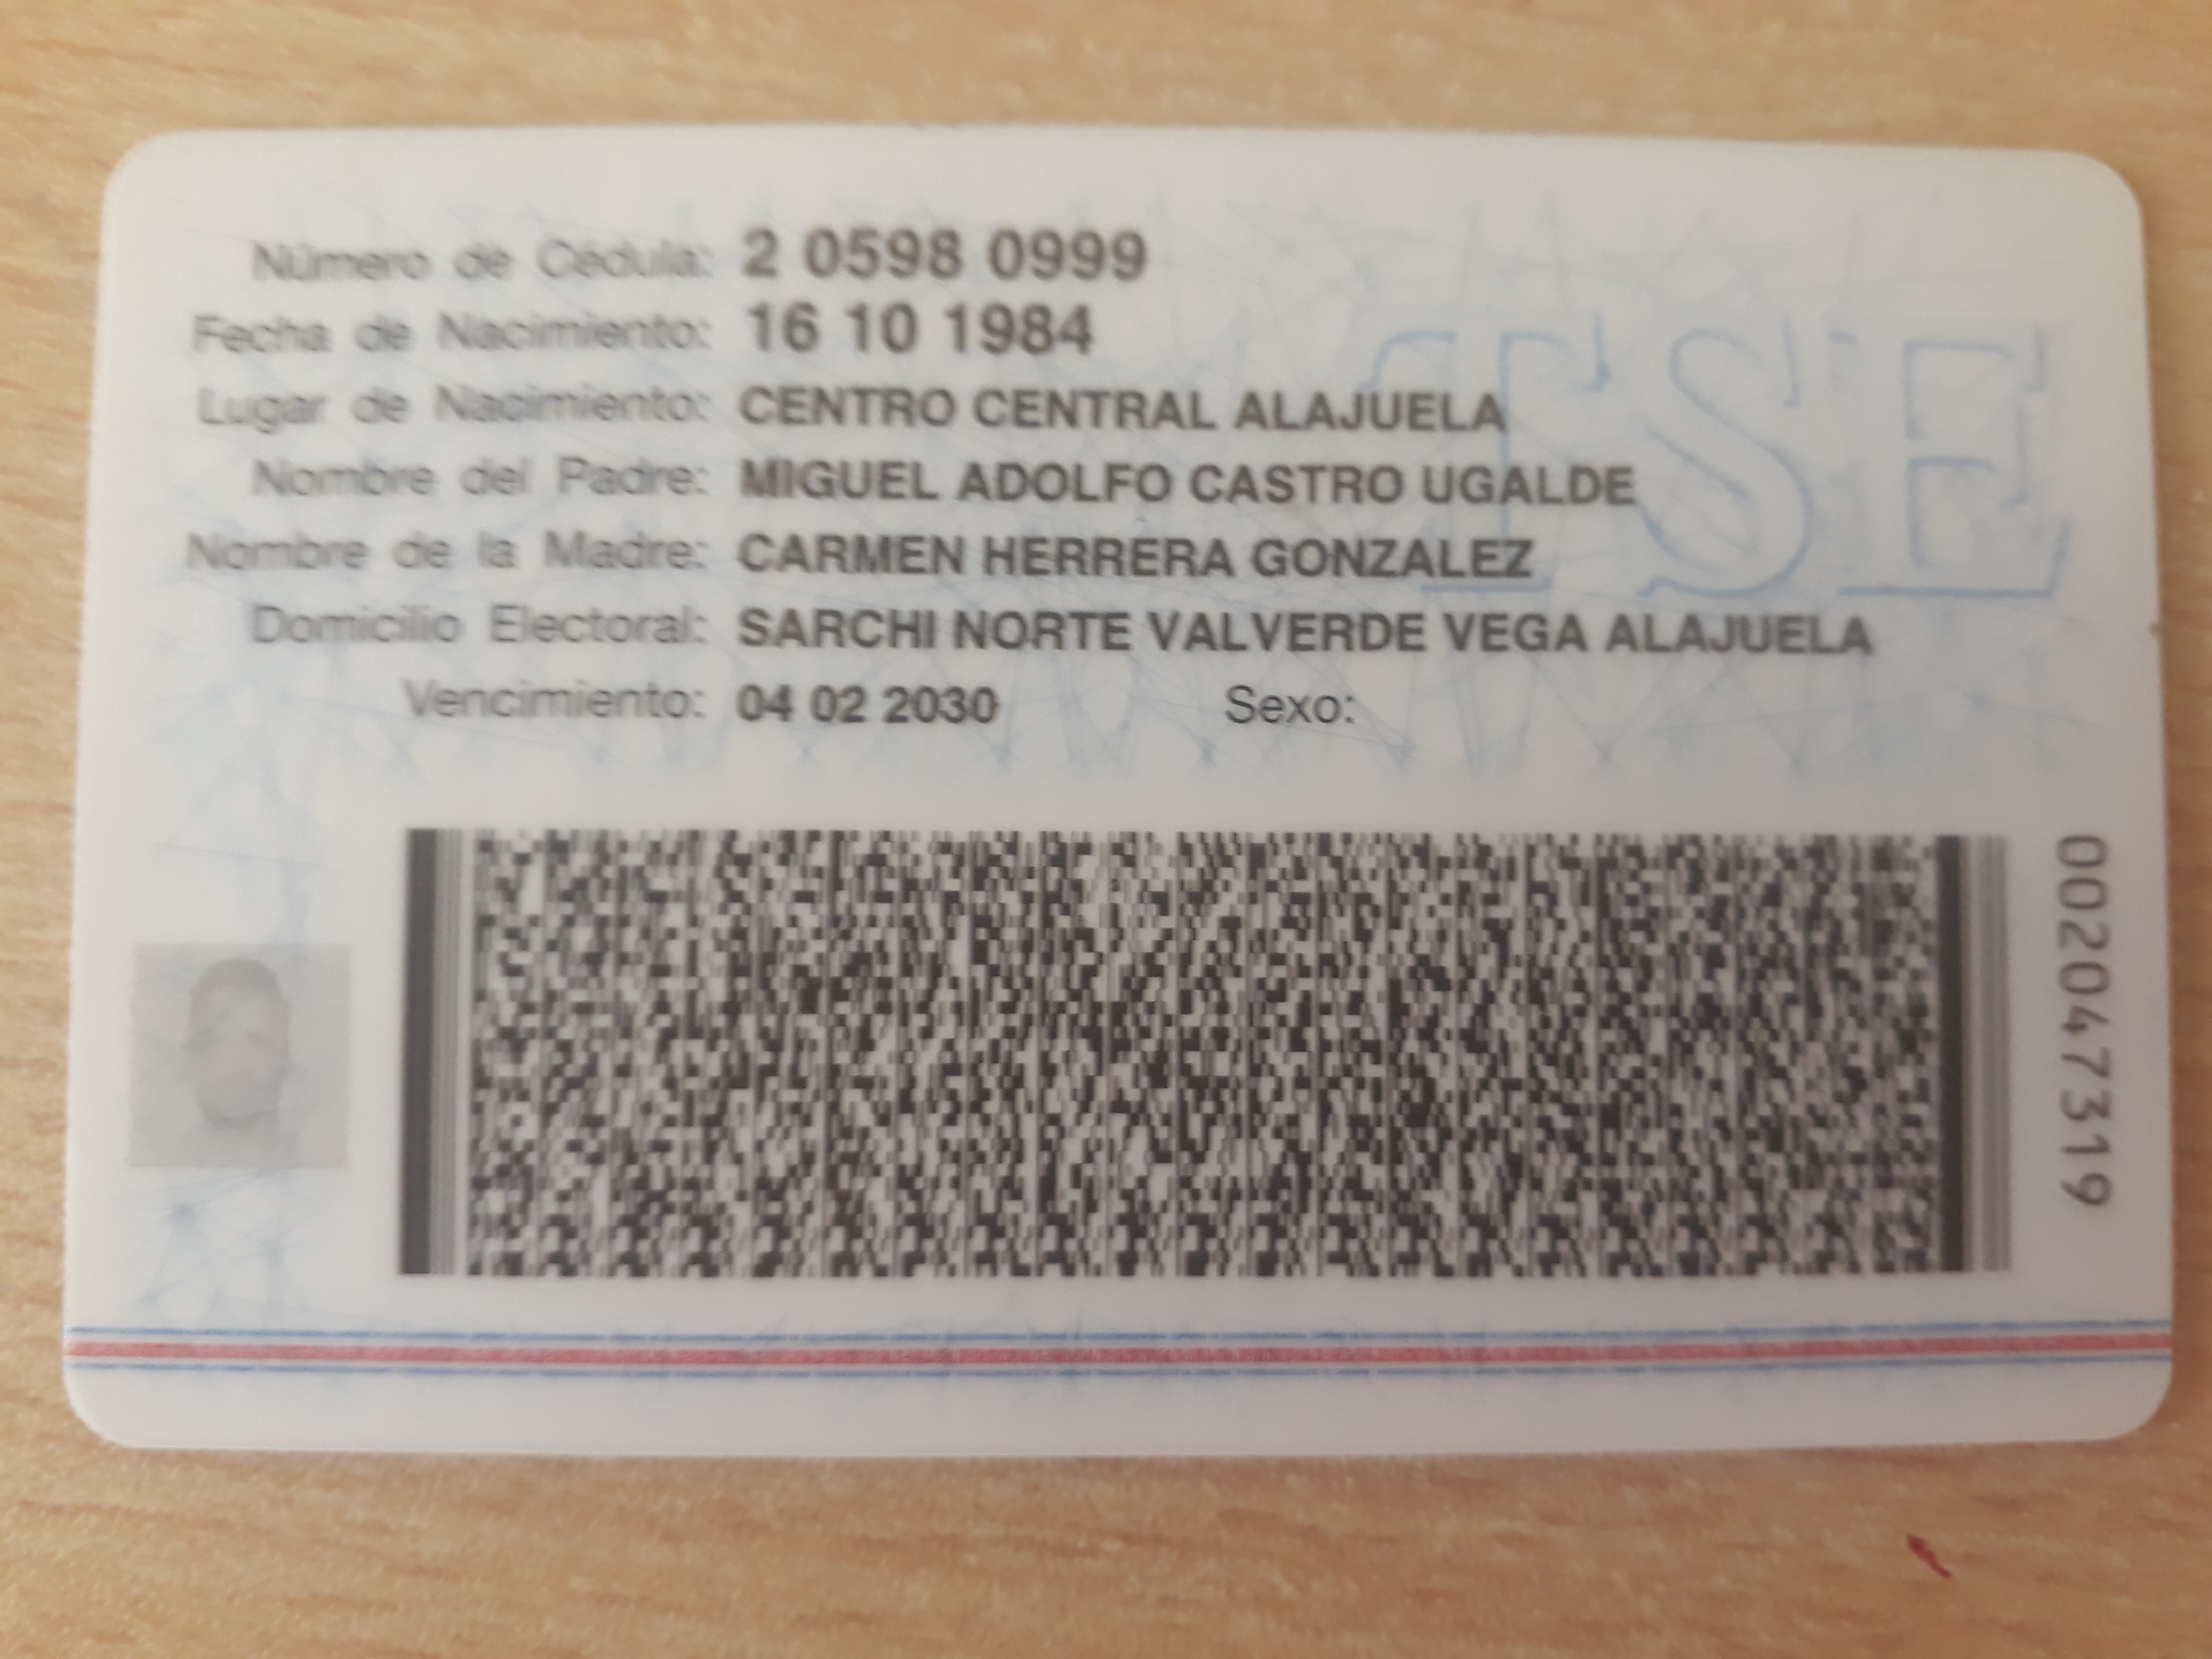 Número de Cédula: 2 0598 0999
Fecha de Nacimiento: 16 10 1984
Lugar de Nacimiento: CENTRO CENTRAL ALAJUELA
Nombre del Padre: MIGUEL ADOLFO CASTRO UGALDE
Nombre de la Madre: CARMEN HERRERA GONZALEZ
Domicilio Electoral: SARCHI NORTE VALVERDE VEGA ALAJUELA
Vencimiento: 04 02 2030 Sexo:
TSE
002047319